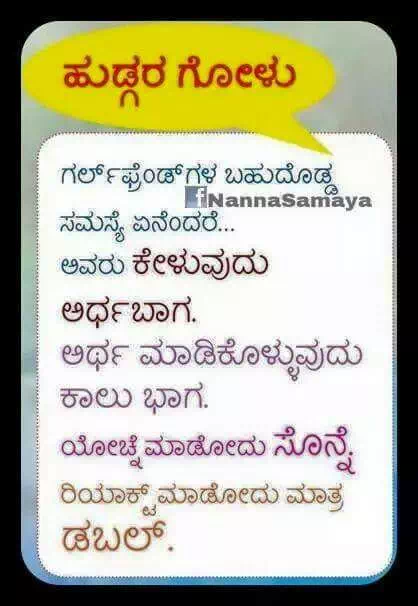 ಹುಡ್ಗರ ಗೋಳು
ಗರ್ಲ್‌ಫ್ರೆಂಡ್‌ಗಳ ಬಹುದೊಡ್ಡ
NannaSamaya
ಸಮಸ್ಯೆ ಏನೆಂದರೆ...
ಅವರು ಕೇಳುವುದು
ಅರ್ಧಬಾಗ.
ಅರ್ಥ ಮಾಡಿಕೊಳ್ಳುವುದು
ಕಾಲು ಭಾಗ.
ಯೋಚ್ನೆ ಮಾಡೋದು ಸೊನ್ನೆ.
ರಿಯಾಕ್ಟ್ ಮಾಡೋದು ಮಾತ್ರ
ಡಬಲ್.